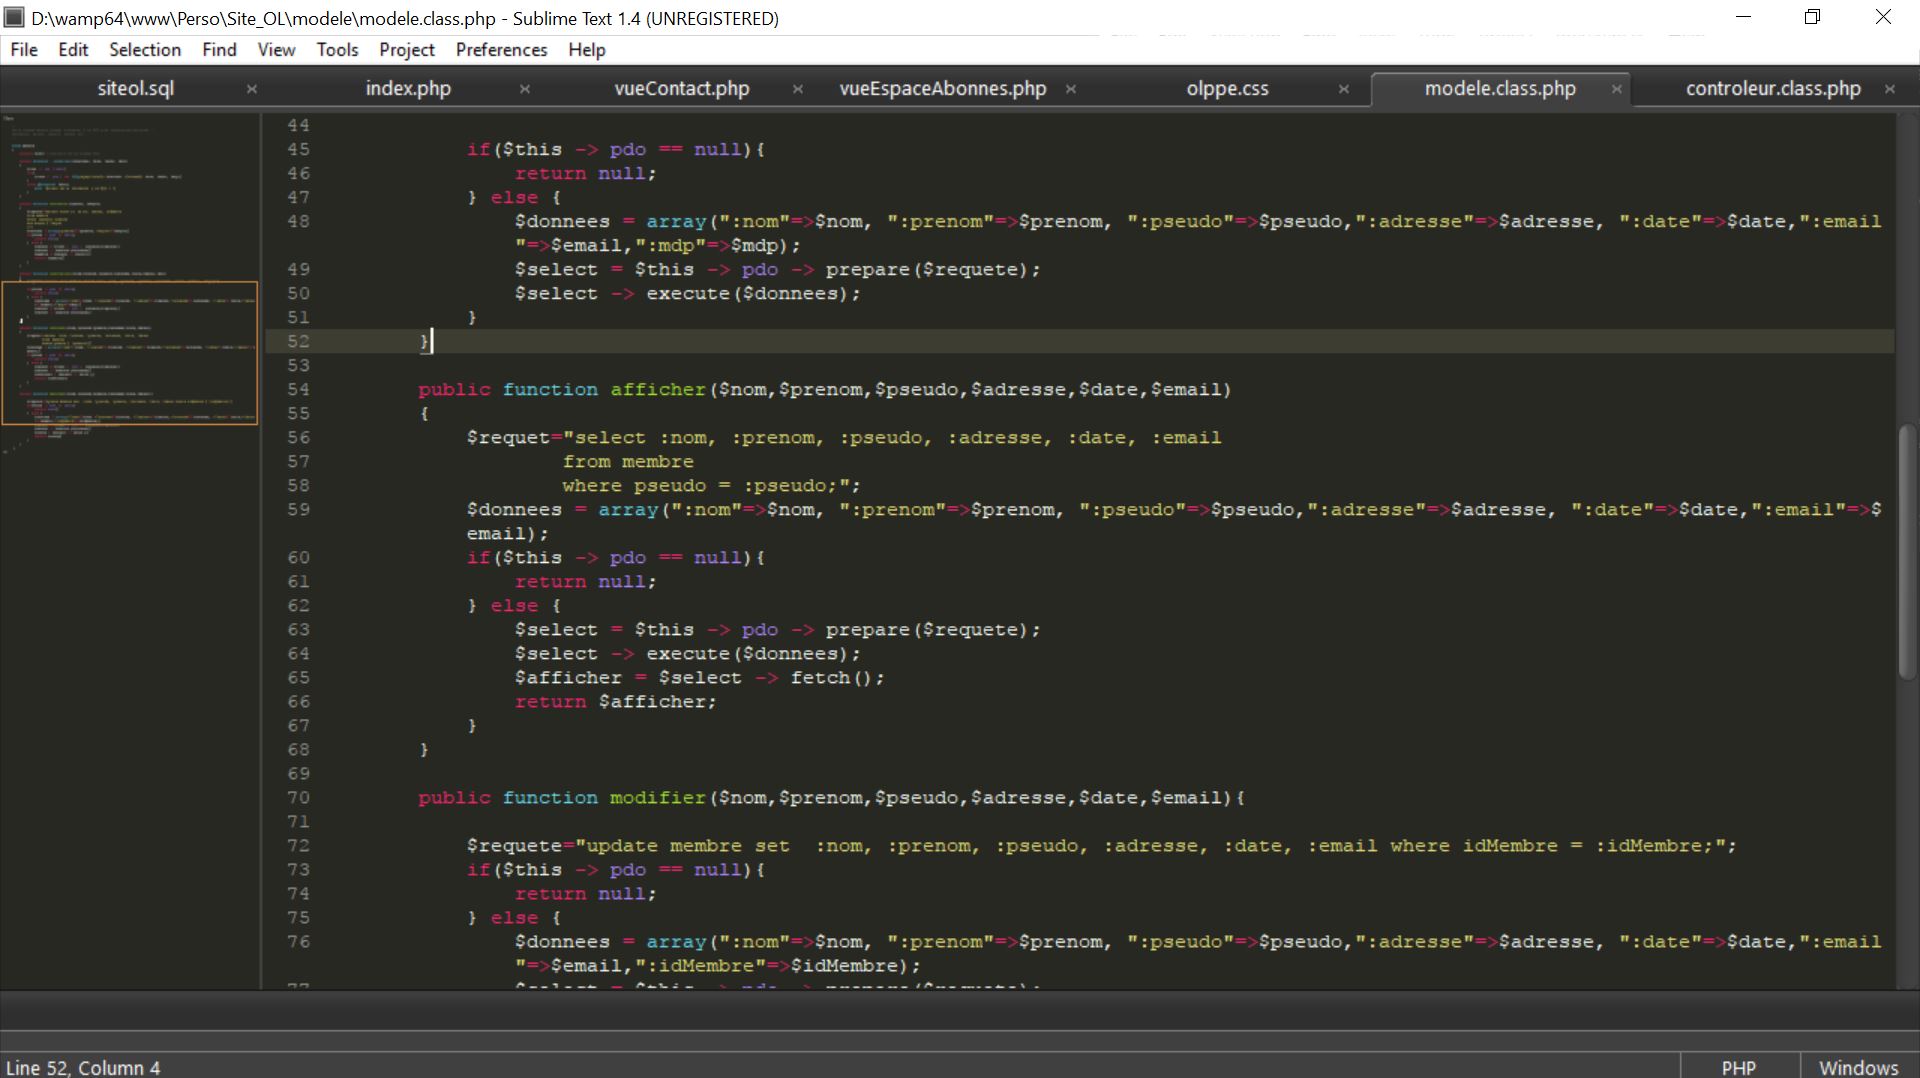 D:\wamp64\www\Perso\Site_OL\modele\modele.class.php - Sublime Text 1.4 (UNREGISTERED)
File Edit Selection Find View Tools Project Preferences Help
siteol.sql × index.php × vueContact.php × vueEspaceAbonnes.php × olppe.css × modele.class.php × controleur.class.php ×
44
45 if($this -> pdo == null){
46 return null;
47 } else {
48 $donnees = array(":nom"=>$nom, ":prenom"=>$prenom, ":pseudo"=>$pseudo,":adresse"=>$adresse, ":date"=>$date,":email
"=>$email,":mdp"=>$mdp);
49 $select = $this -> pdo -> prepare($requete);
50 $select -> execute($donnees);
51 }
52 }
53
54 public function afficher($nom,$prenom,$pseudo,$adresse,$date,$email)
55 {
56 $requet="select :nom, :prenom, :pseudo, :adresse, :date, :email
57 from membre
58 where pseudo = :pseudo;";
59 $donnees = array(":nom"=>$nom, ":prenom"=>$prenom, ":pseudo"=>$pseudo,":adresse"=>$adresse, ":date"=>$date,":email"=>$
email);
60 if($this -> pdo == null){
61 return null;
62 } else {
63 $select = $this -> pdo -> prepare($requete);
64 $select -> execute($donnees);
65 $afficher = $select -> fetch();
66 return $afficher;
67 }
68 }
69
70 public function modifier($nom,$prenom,$pseudo,$adresse,$date,$email){
71
72 $requete="update membre set  :nom, :prenom, :pseudo, :adresse, :date, :email where idMembre = :idMembre;";
73 if($this -> pdo == null){
74 return null;
75 } else {
76 $donnees = array(":nom"=>$nom, ":prenom"=>$prenom, ":pseudo"=>$pseudo,":adresse"=>$adresse, ":date"=>$date,":email
"=>$email,":idMembre"=>$idMembre);
77 $select = $this -> pdo -> prepare($requete);
Line 52, Column 4 PHP Windows